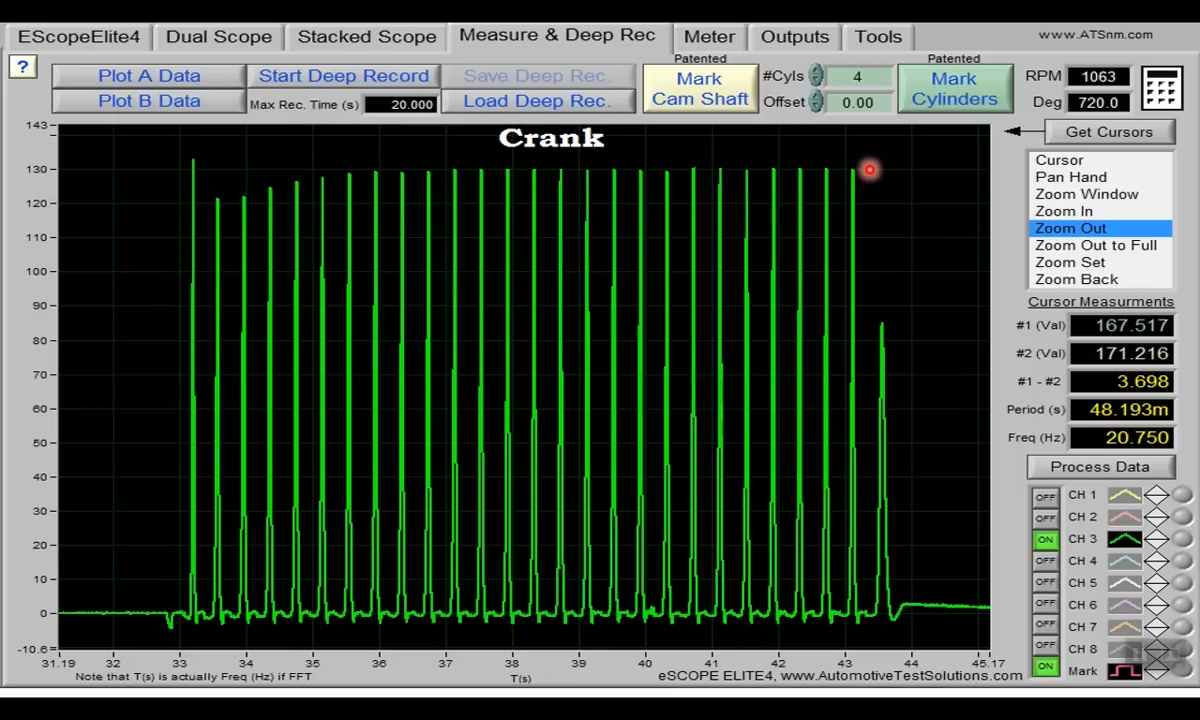 EScopeElite4 Dual Scope Stacked Scope Measure & Deep Rec Meter Outputs Tools www.ATSnm.com
? Plot A Data Start Deep Record Save Deep Rec. Patented Mark Cam Shaft #Cyls 4 Patented Mark Cylinders RPM 1063
Plot B Data Max Rec. Time (s) 20.000 Load Deep Rec. Offset 0.00 Deg 720.0
Crank
Get Cursors
Cursor
Pan Hand
Zoom Window
Zoom In
Zoom Out
Zoom Out to Full
Zoom Set
Zoom Back
Cursor Measurments
#1 (Val) 167.517
#2 (Val) 171.216
#1 - #2 3.698
Period (s) 48.193m
Freq (Hz) 20.750
Process Data
OFF CH 1
OFF CH 2
ON CH 3
OFF CH 4
OFF CH 5
OFF CH 6
OFF CH 7
OFF CH 8
ON Mark
143
130
120
110
100
90
80
70
60
50
40
30
20
10
0
-10.6
31.19 32 33 34 35 36 37 38 39 40 41 42 43 44 45.17
Note that T(s) is actually Freq (Hz) if FFT T(s) eSCOPE ELITE4, www.AutomotiveTestSolutions.com